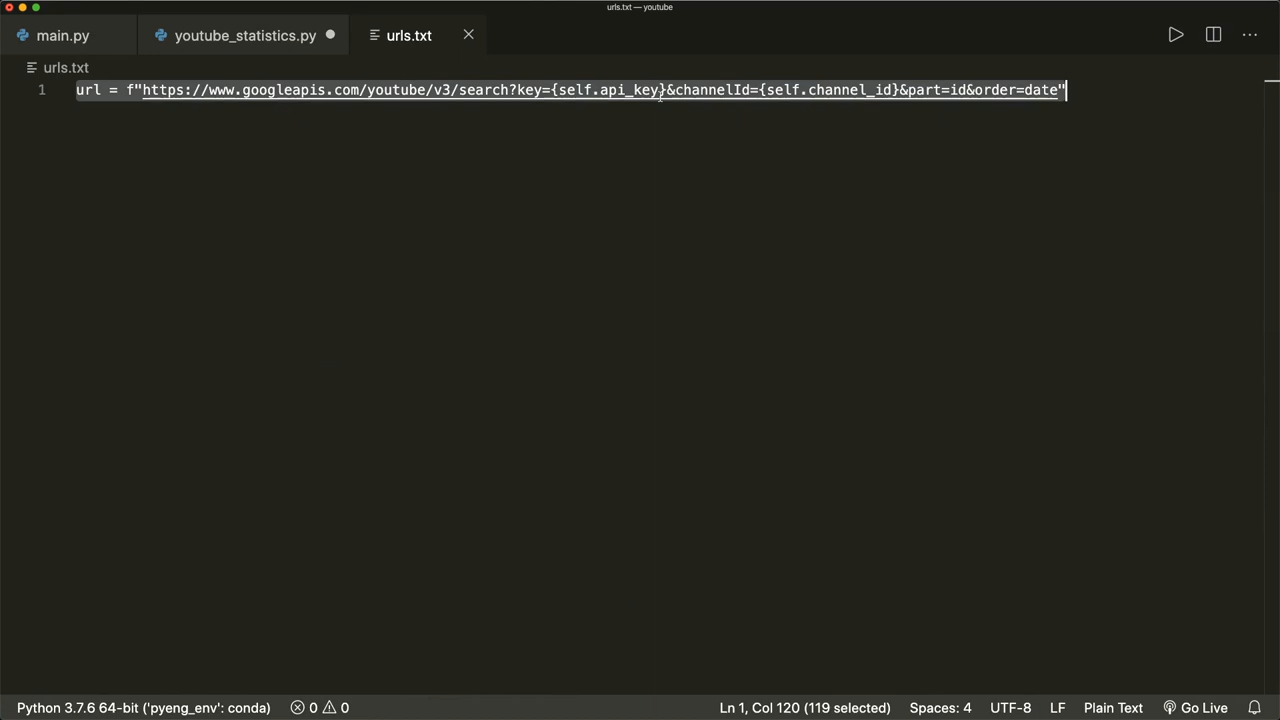 urls.txt — youtube
main.py
youtube_statistics.py
urls.txt
urls.txt
1 url = f"https://www.googleapis.com/youtube/v3/search?key={self.api_key}&channelId={self.channel_id}&part=id&order=date"
Python 3.7.6 64-bit ('pyeng_env': conda) 0 0 Ln 1, Col 120 (119 selected) Spaces: 4 UTF-8 LF Plain Text Go Live